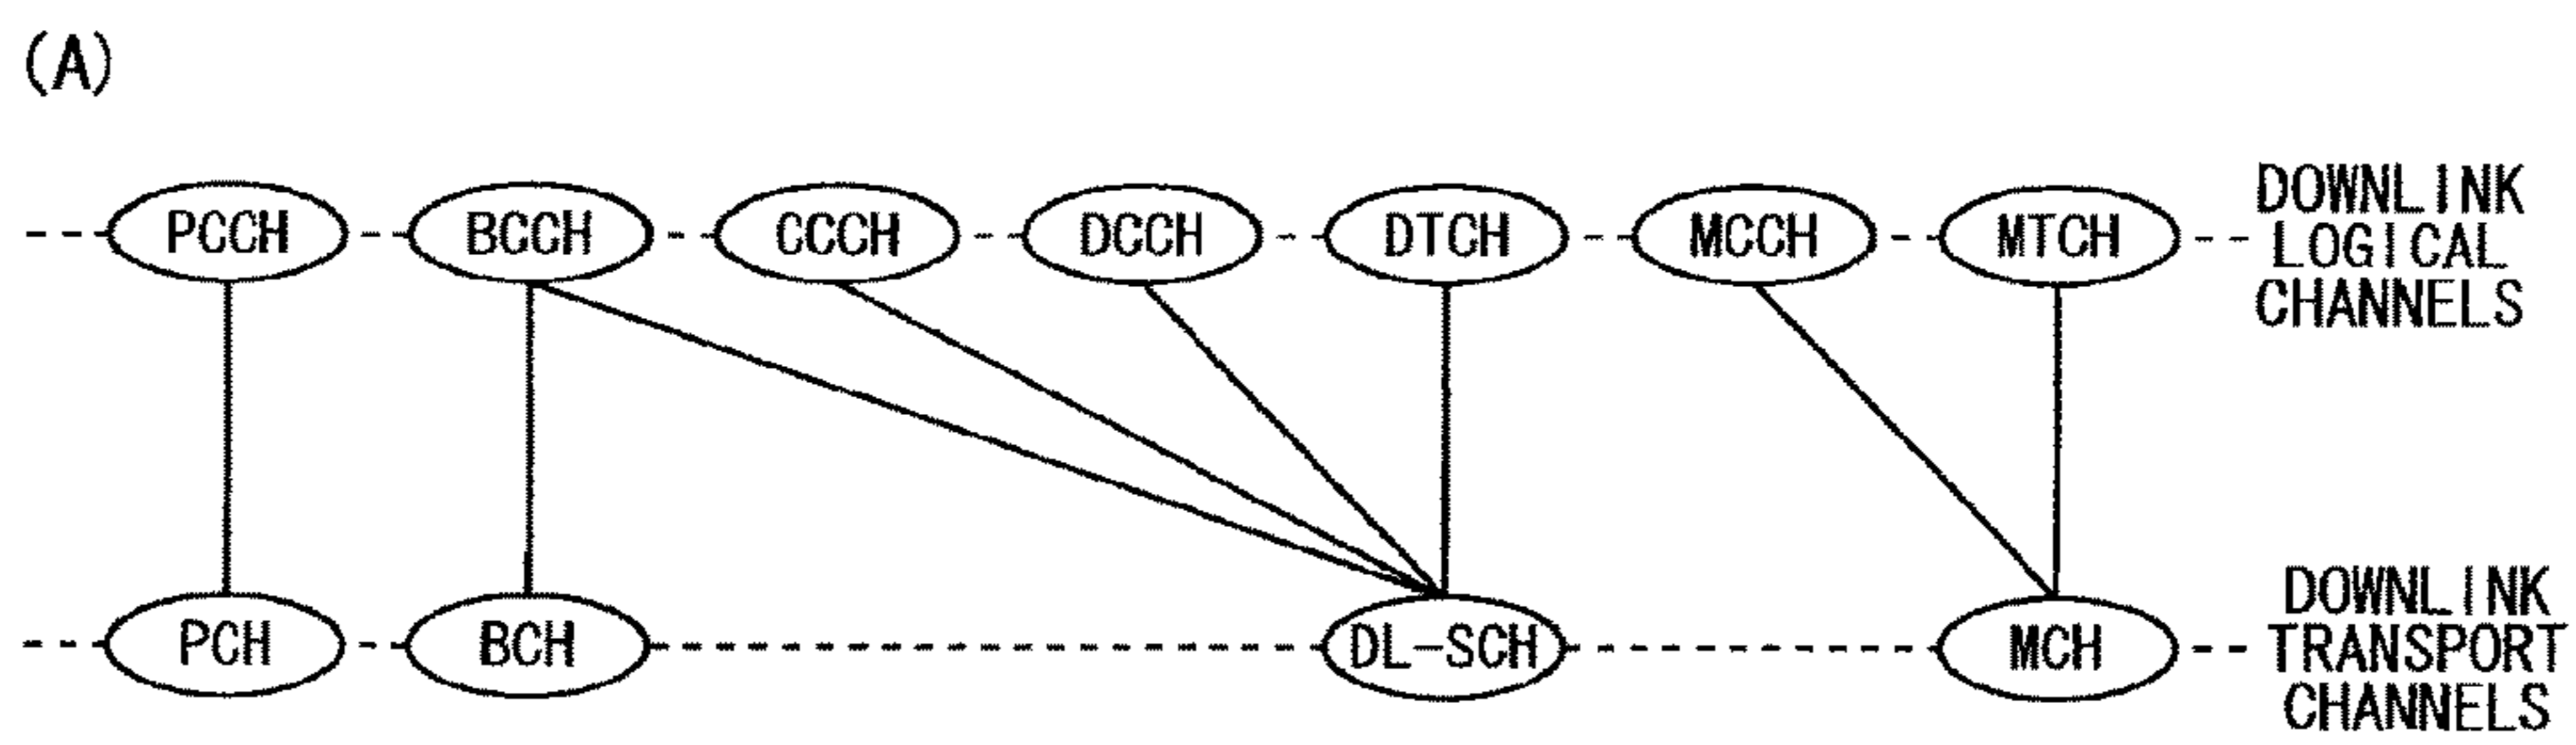 (A)
PCCH BCCH CCCH DCCH DTCH MCCH MTCH
DOWNLINK
LOGICAL
CHANNELS
PCH BCH DL-SCH MCH
DOWNLINK
TRANSPORT
CHANNELS